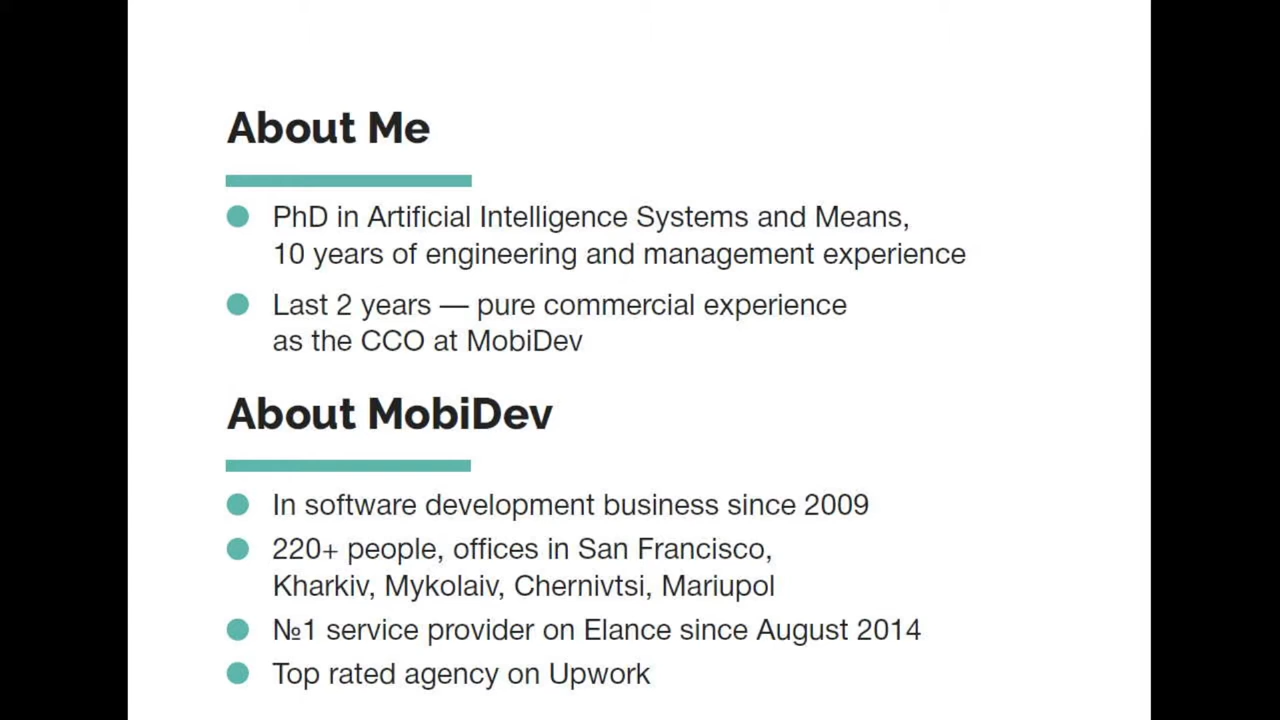 About Me
PhD in Artificial Intelligence Systems and Means,
10 years of engineering and management experience
Last 2 years — pure commercial experience
as the CCO at MobiDev
About MobiDev
In software development business since 2009
220+ people, offices in San Francisco,
Kharkiv, Mykolaiv, Chernivtsi, Mariupol
№1 service provider on Elance since August 2014
Top rated agency on Upwork